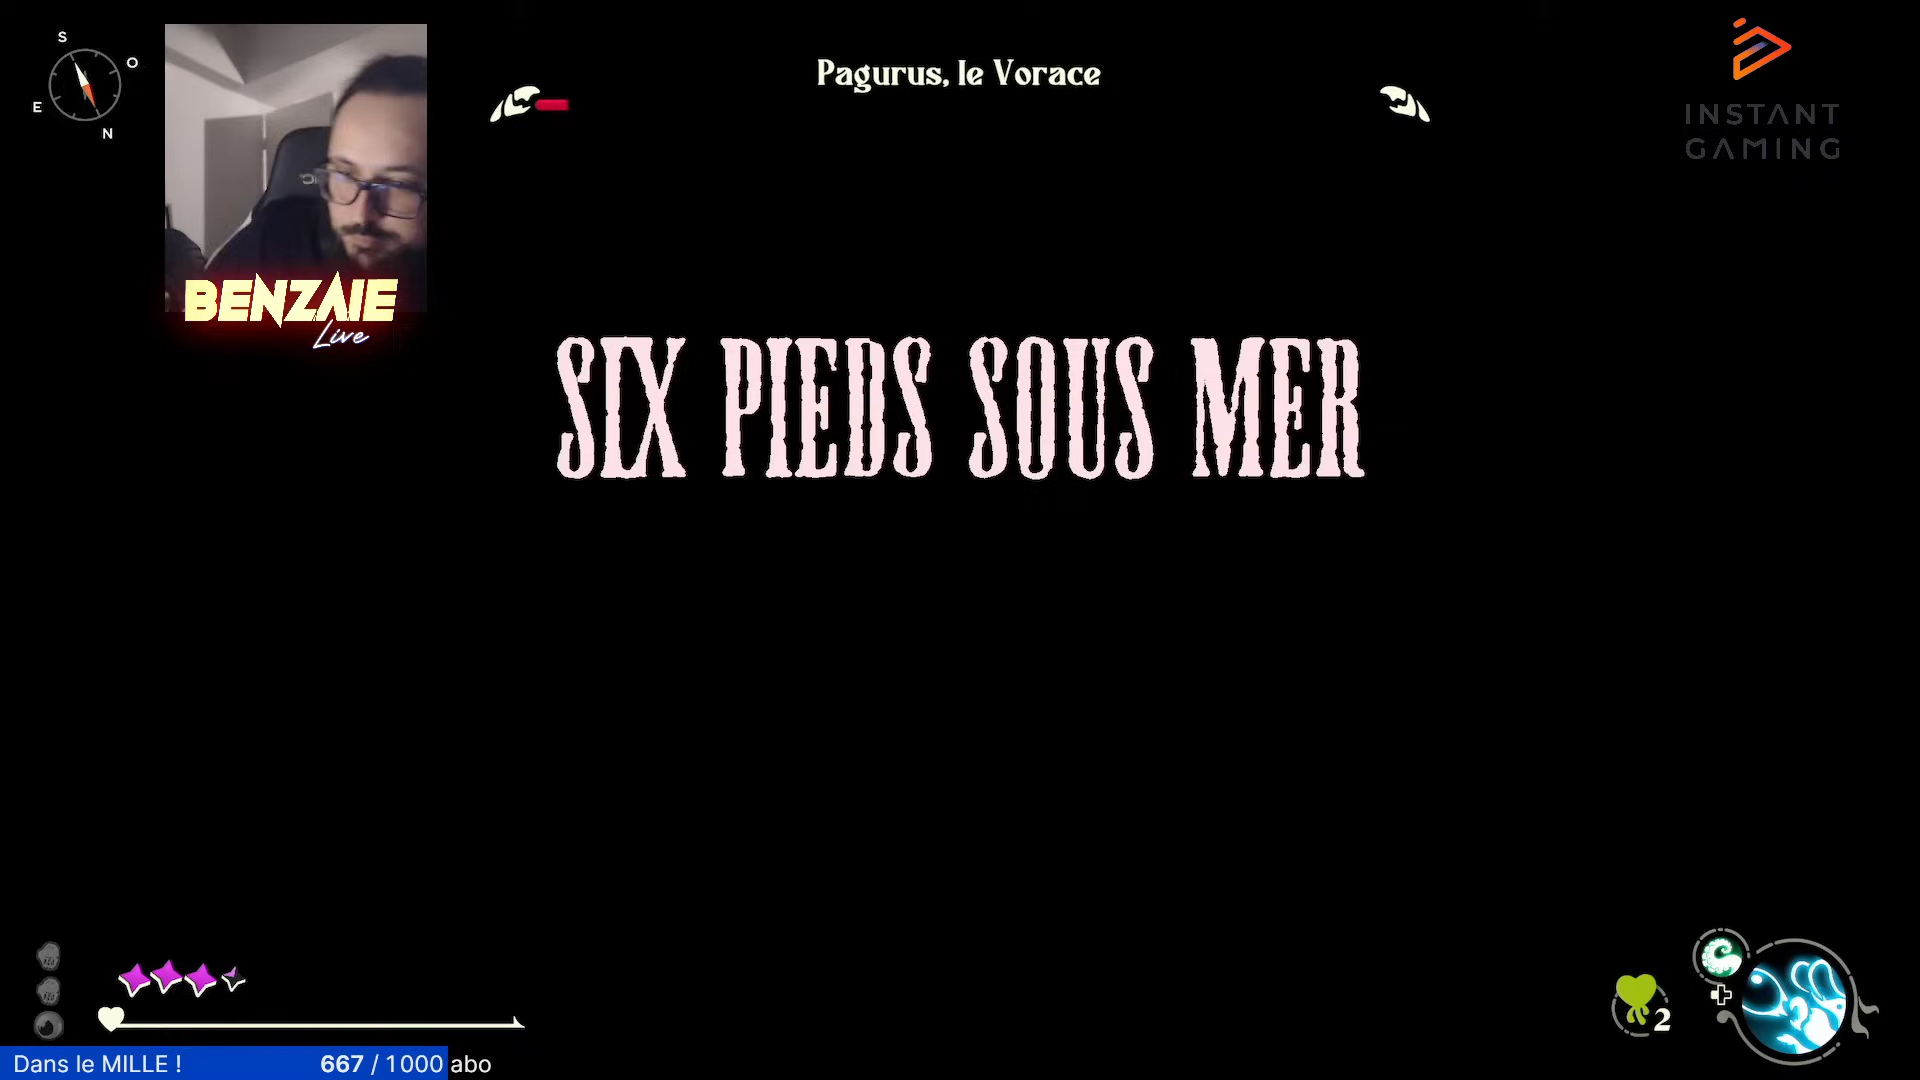 S
O
E
N
Pagurus, le Vorace
INSTANT
GAMING
BENZAIE
Live
SIX PIEDS SOUS MER
2
Dans le MILLE ! 667 / 1000 abo